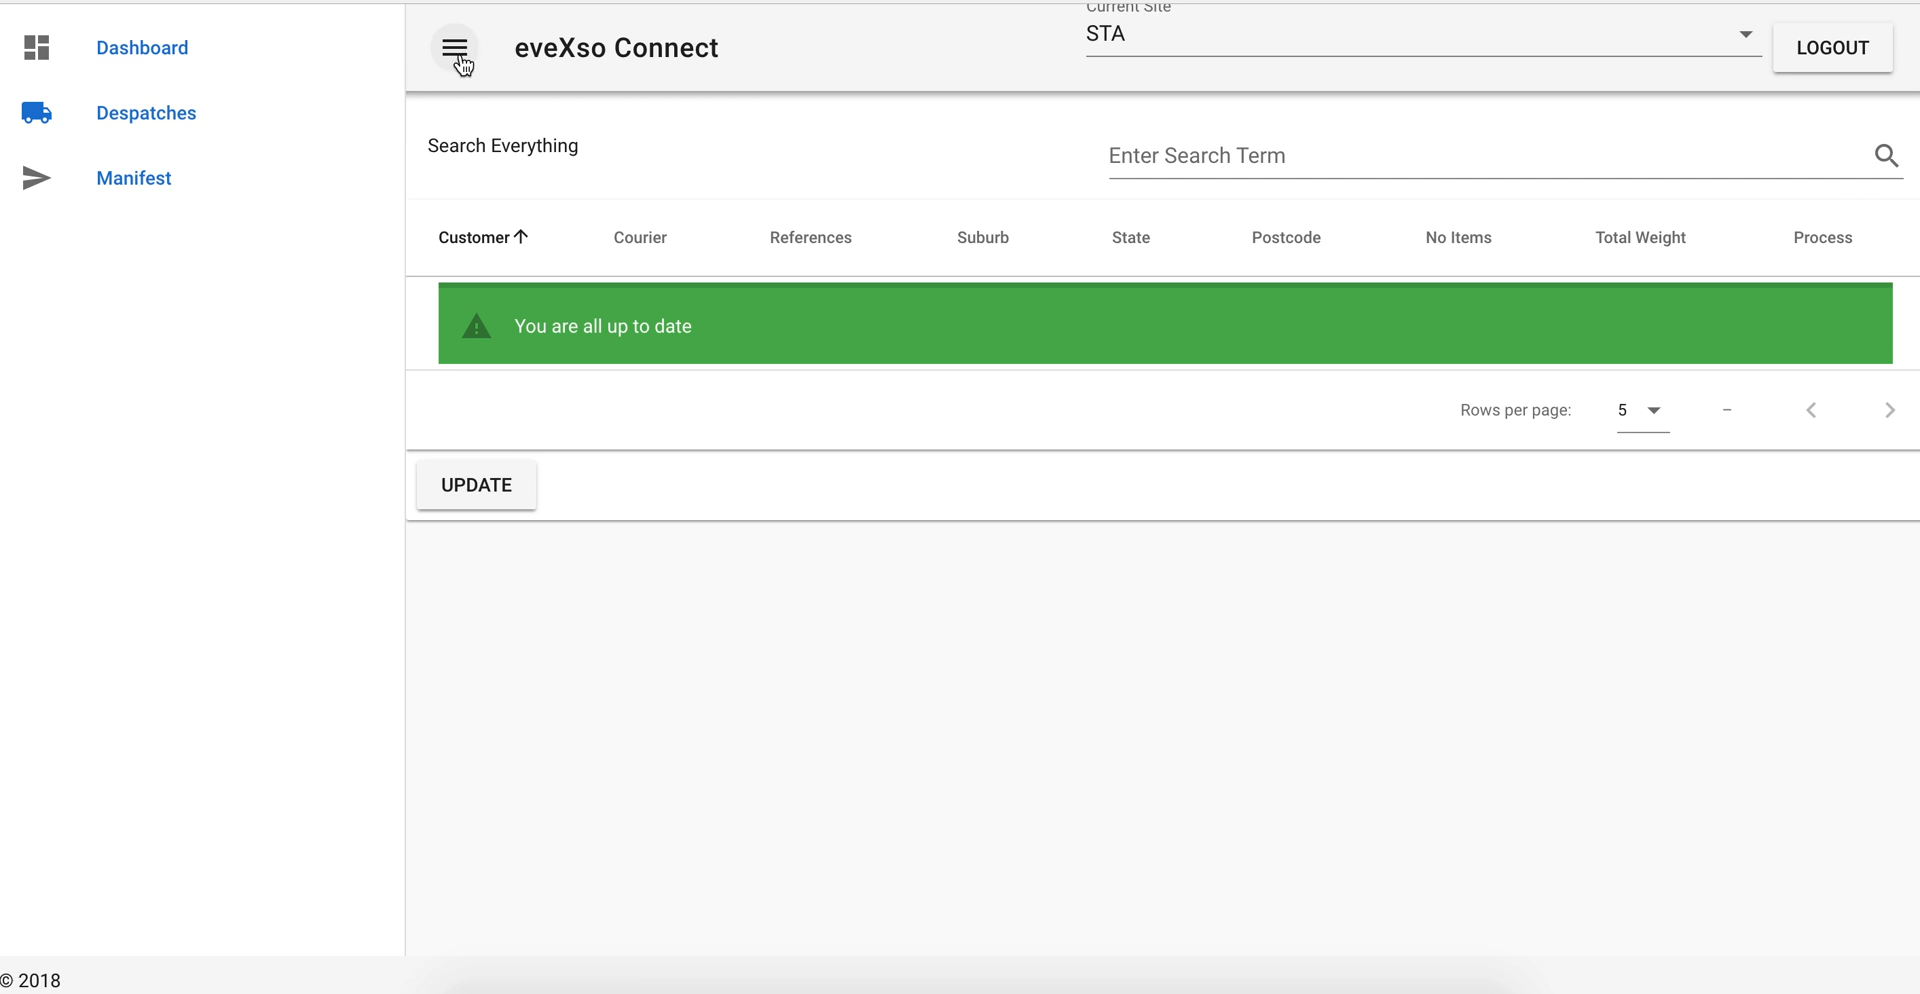 Dashboard
Despatches
Manifest
eveXso Connect
Current Site
STA
LOGOUT
Search Everything
Enter Search Term
Customer
Courier
References
Suburb
State
Postcode
No Items
Total Weight
Process
You are all up to date
Rows per page:
5
–
UPDATE
© 2018